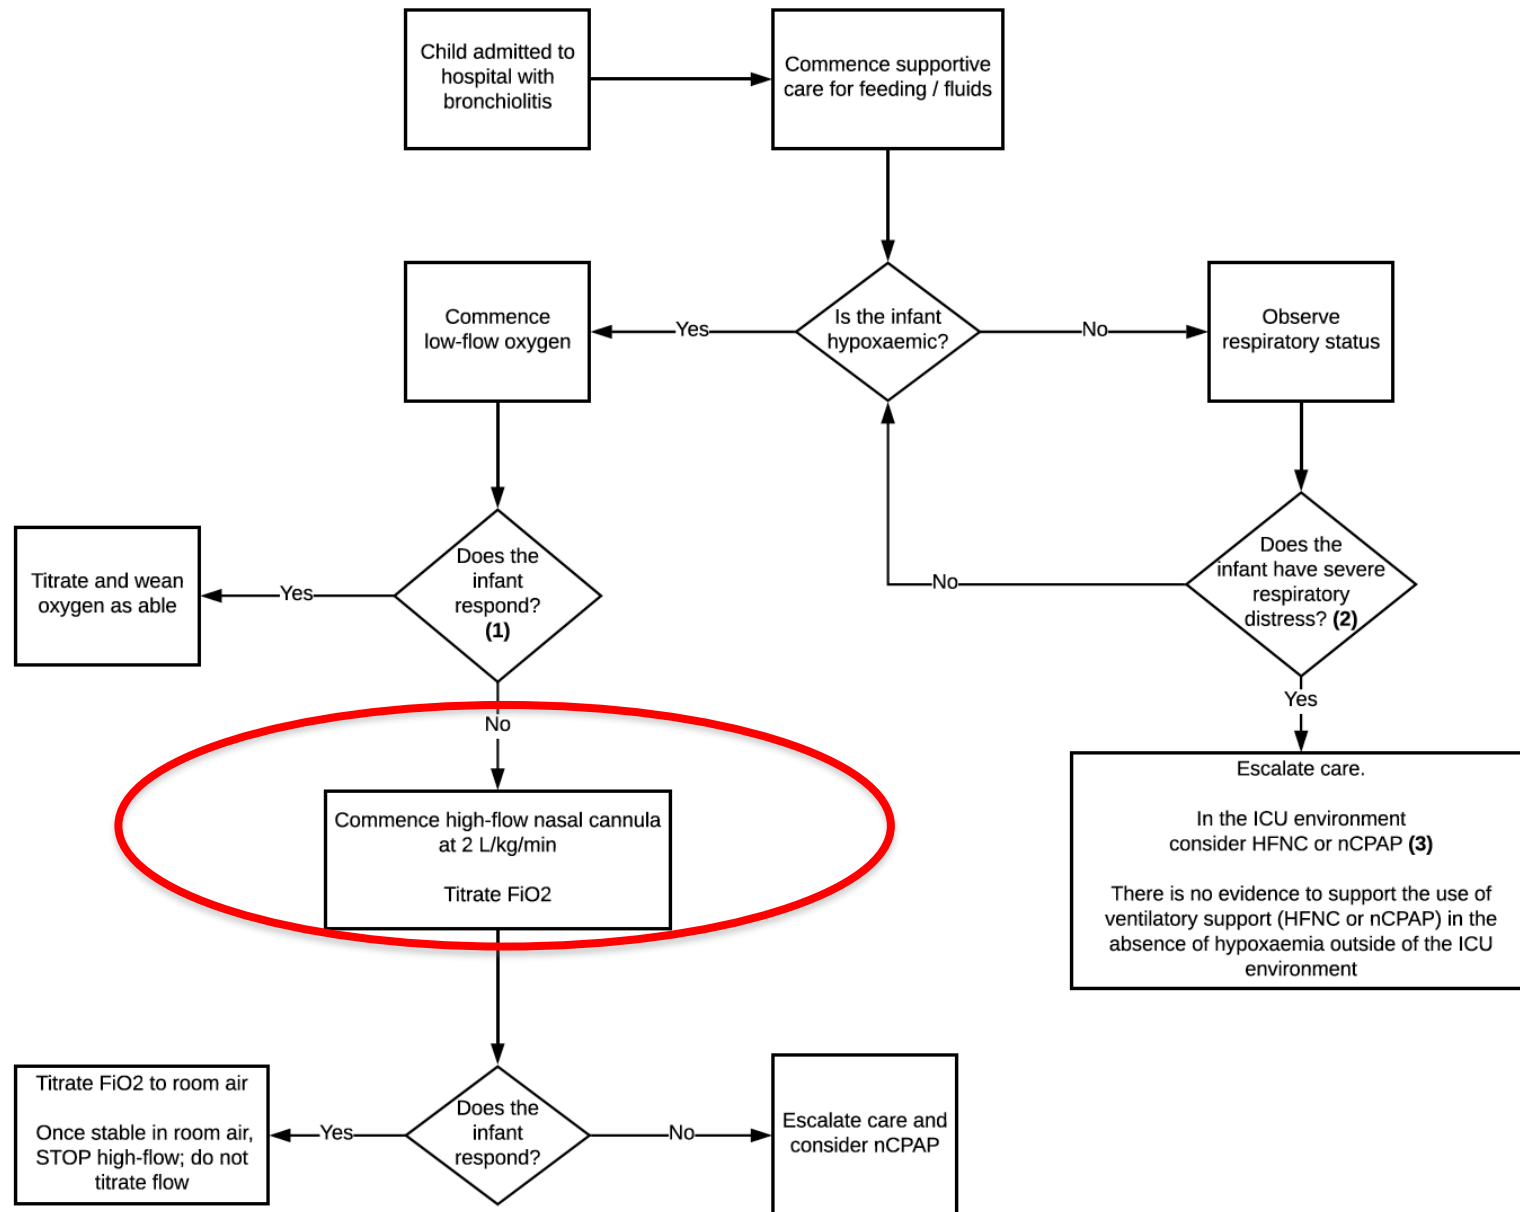 Child admitted to
hospital with
bronchiolitis
Commence supportive
care for feeding / fluids
Is the infant
hypoxaemic?
Yes
No
Commence
low-flow oxygen
Observe
respiratory status
Does the
infant
respond?
(1)
Yes
Titrate and wean
oxygen as able
No
Does the
infant have severe
respiratory
distress? (2)
No
Yes
Commence high-flow nasal cannula
at 2 L/kg/min
Titrate FiO2
Escalate care.
In the ICU environment
consider HFNC or nCPAP (3)
There is no evidence to support the use of
ventilatory support (HFNC or nCPAP) in the
absence of hypoxaemia outside of the ICU
environment
Does the
infant
respond?
Yes
No
Titrate FiO2 to room air
Once stable in room air,
STOP high-flow; do not
titrate flow
Escalate care and
consider nCPAP